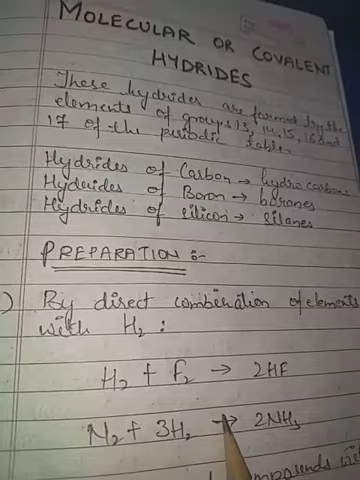 MOLECULAR OR COVALENT
HYDRIDES
These hydrides are formed by the
elements of groups 13, 14, 15, 16 and
17 of the periodic table.
Hydrides of Carbon → hydrocarbons
Hydrides of Boron → boranes
Hydrides of silicon → silanes
PREPARATION :-
) By direct combination of elements
with H₂ :
H₂ + F₂ → 2HF
N₂ + 3H₂ → 2NH₃
compounds wit